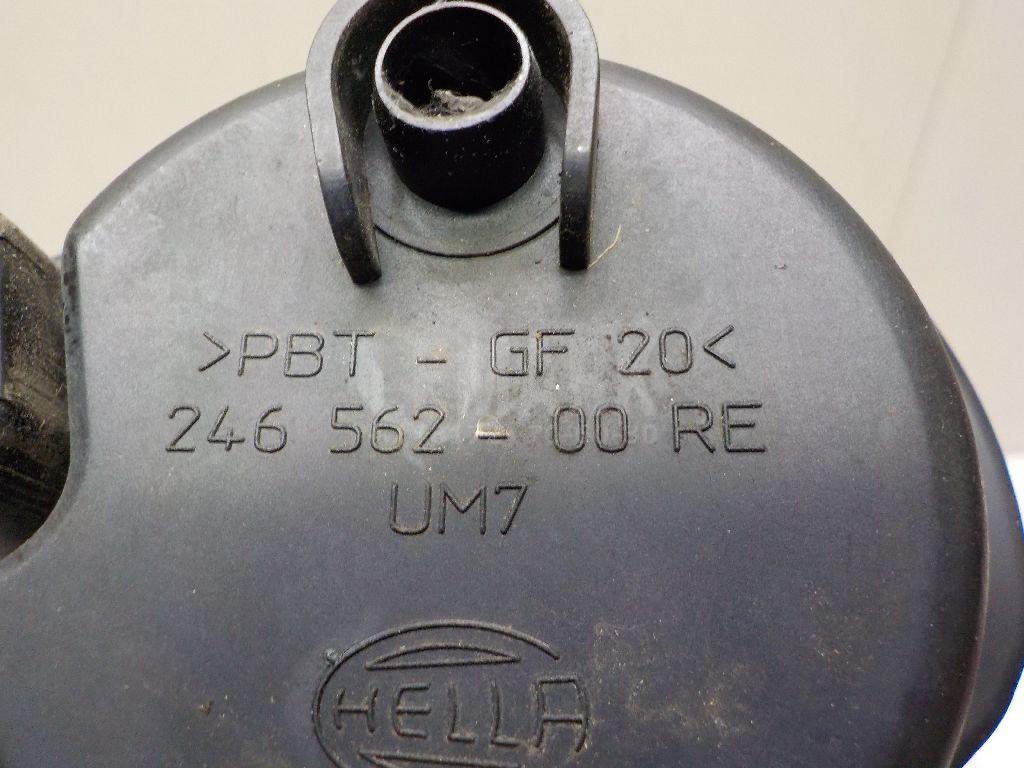 >PBT - GF 20<
246 562 - 00 RE
UM7
HELLA